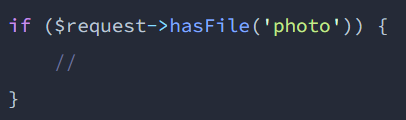 if ($request->hasFile('photo')) {
    //
}